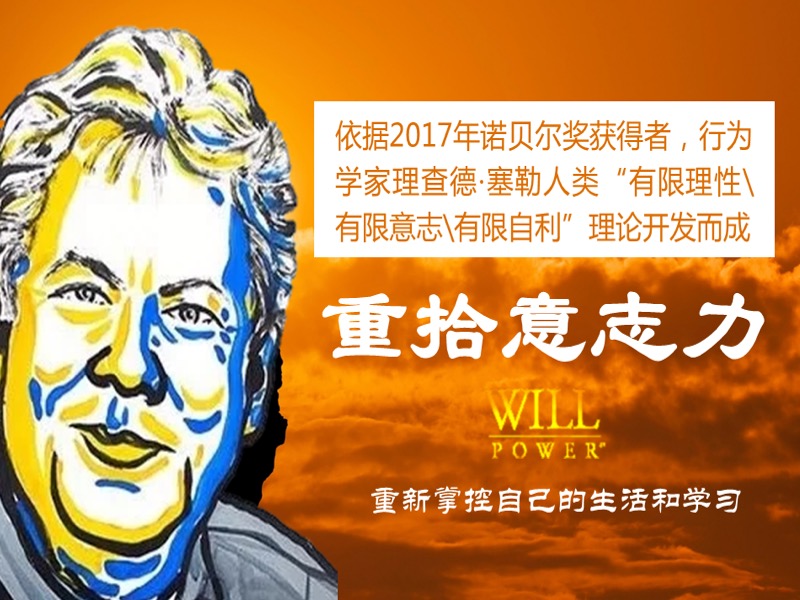 依据2017年诺贝尔奖获得者，行为
学家理查德·塞勒人类“有限理性\
有限意志\有限自利”理论开发而成
重拾意志力
WILL
POWER
重新掌控自己的生活和学习